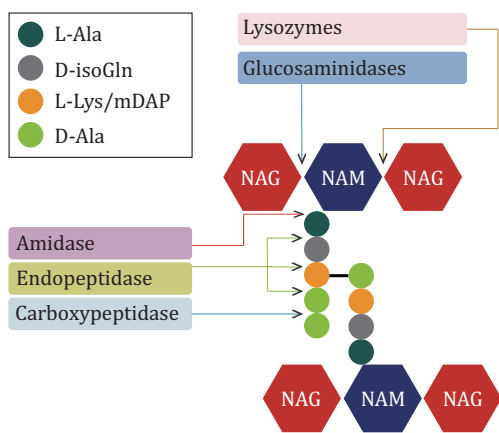 L-Ala
D-isoGln
L-Lys/mDAP
D-Ala
Lysozymes
Glucosaminidases
NAG
NAM
NAG
Amidase
Endopeptidase
Carboxypeptidase
NAG
NAM
NAG